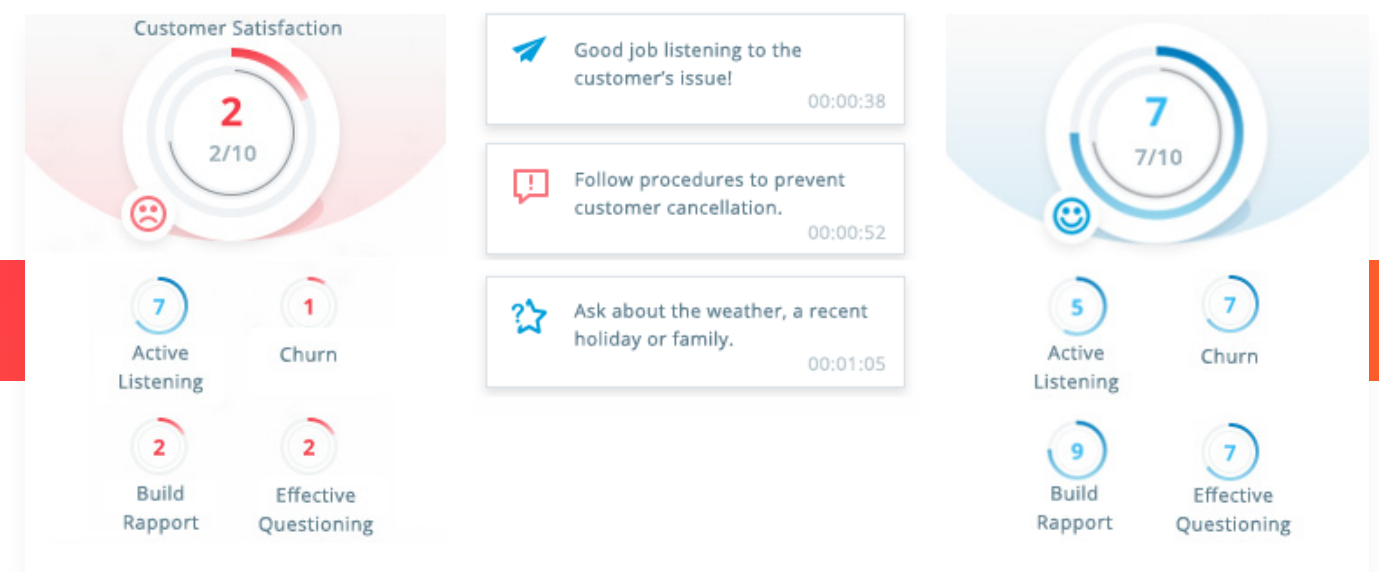 Customer Satisfaction
2
2/10
7
Active
Listening
1
Churn
2
Build
Rapport
2
Effective
Questioning
Good job listening to the
customer's issue!
00:00:38
Follow procedures to prevent
customer cancellation.
00:00:52
Ask about the weather, a recent
holiday or family.
00:01:05
7
7/10
5
Active
Listening
7
Churn
9
Build
Rapport
7
Effective
Questioning